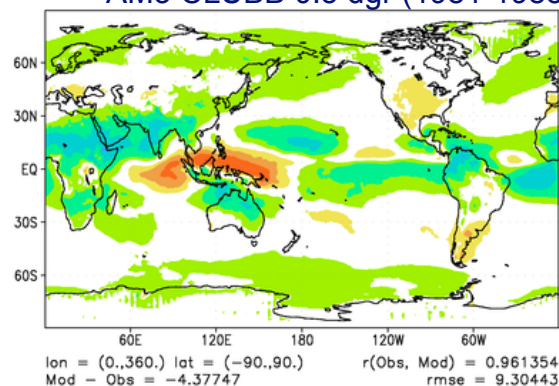 60N
30N
EQ
30S
60S
60E 120E 180 120W 60W
lon = (0.,360.) lat = (-90.,90.) r(Obs, Mod) = 0.961354
Mod - Obs = -4.37747 rmse = 9.30443